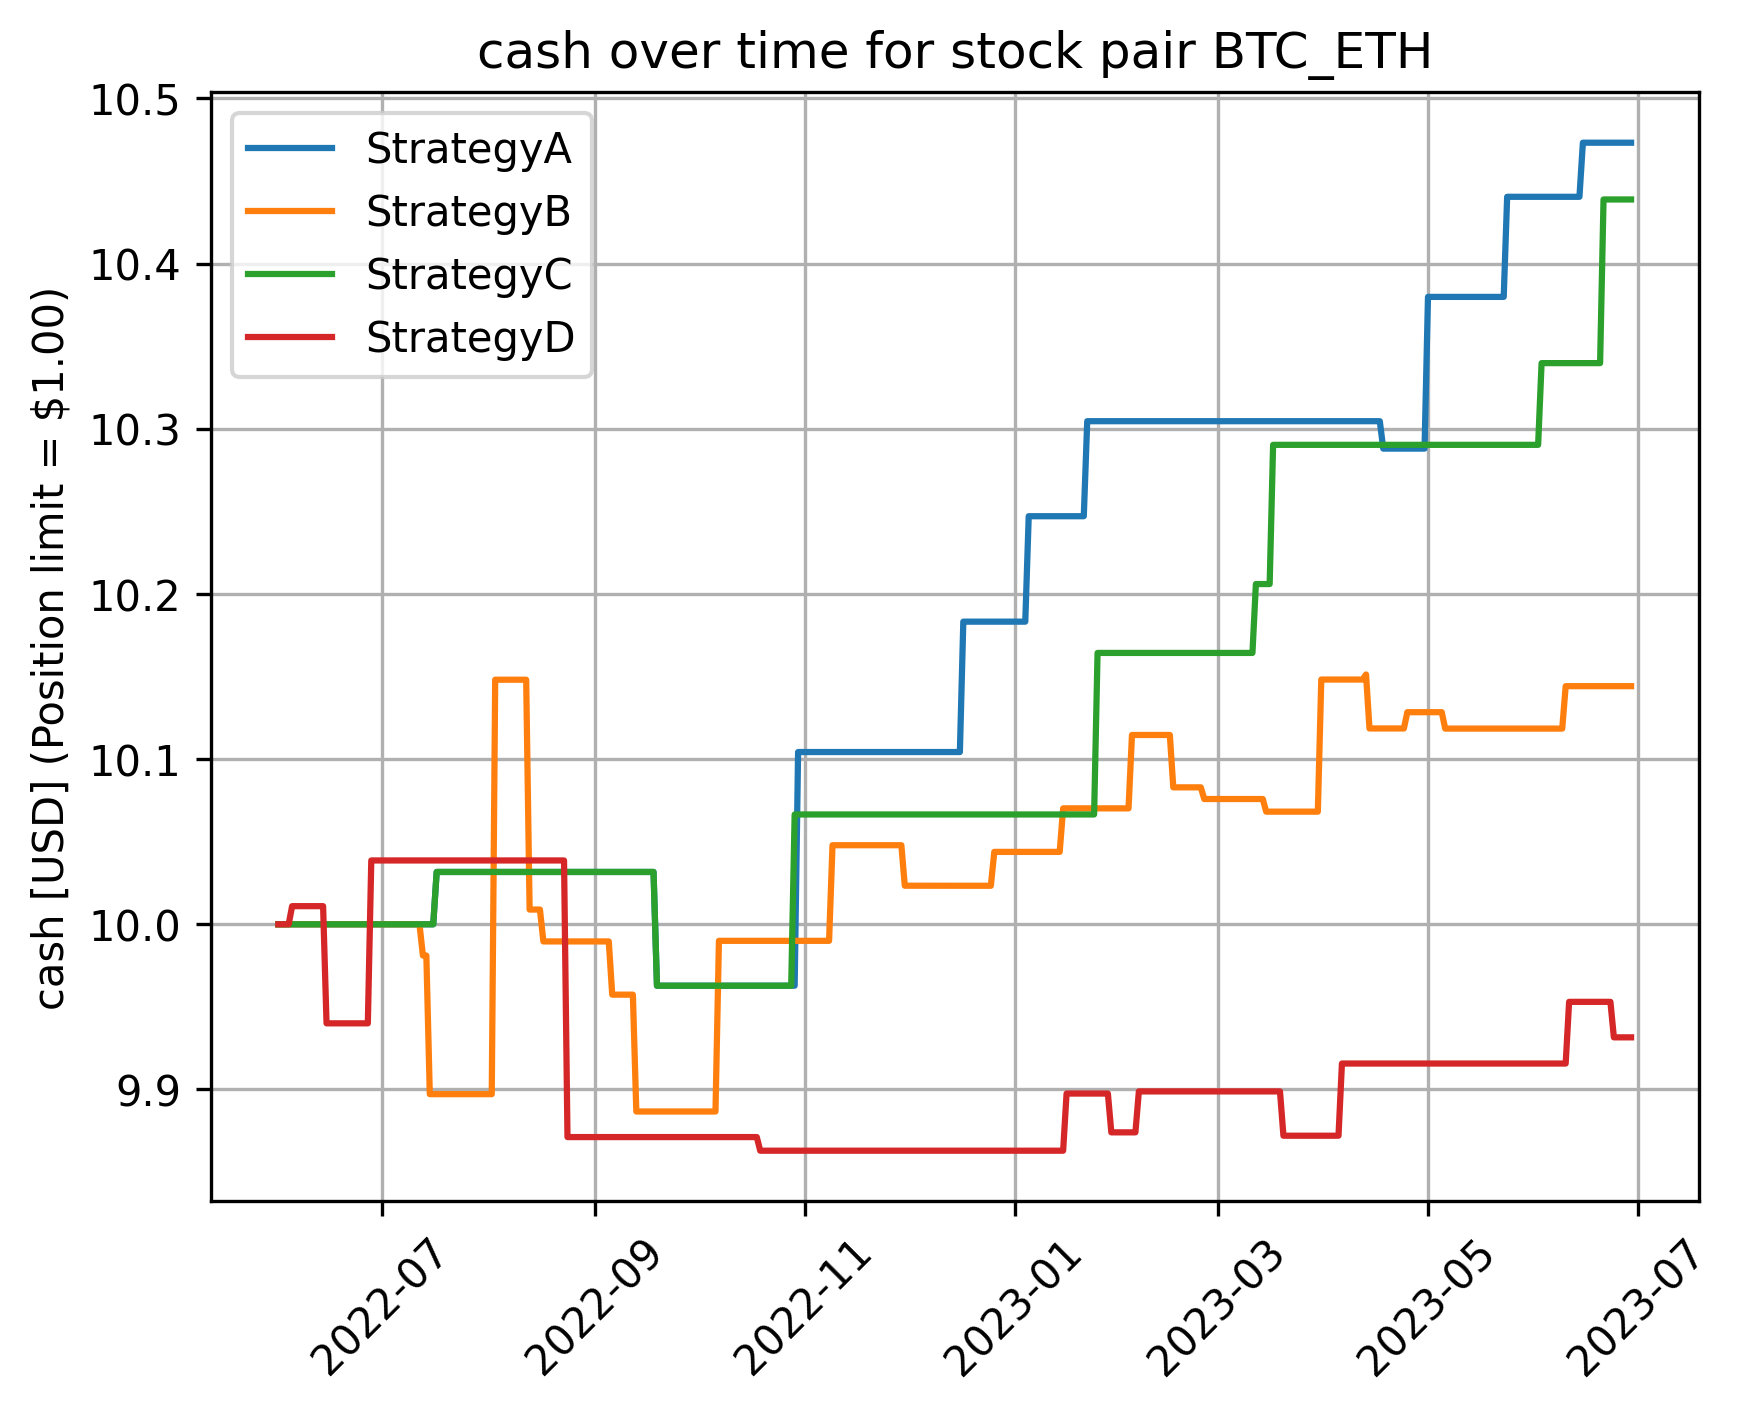 cash over time for stock pair BTC_ETH
cash [USD] (Position limit = $1.00)
10.5
10.4
10.3
10.2
10.1
10.0
9.9
StrategyA
StrategyB
StrategyC
StrategyD
2022-07
2022-09
2022-11
2023-01
2023-03
2023-05
2023-07